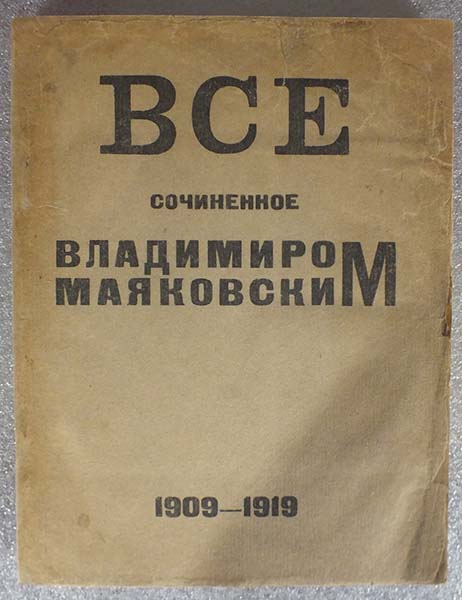 ВСЕ
СОЧИНЕННОЕ
ВЛАДИМИРОМ
МАЯКОВСКИМ
1909—1919